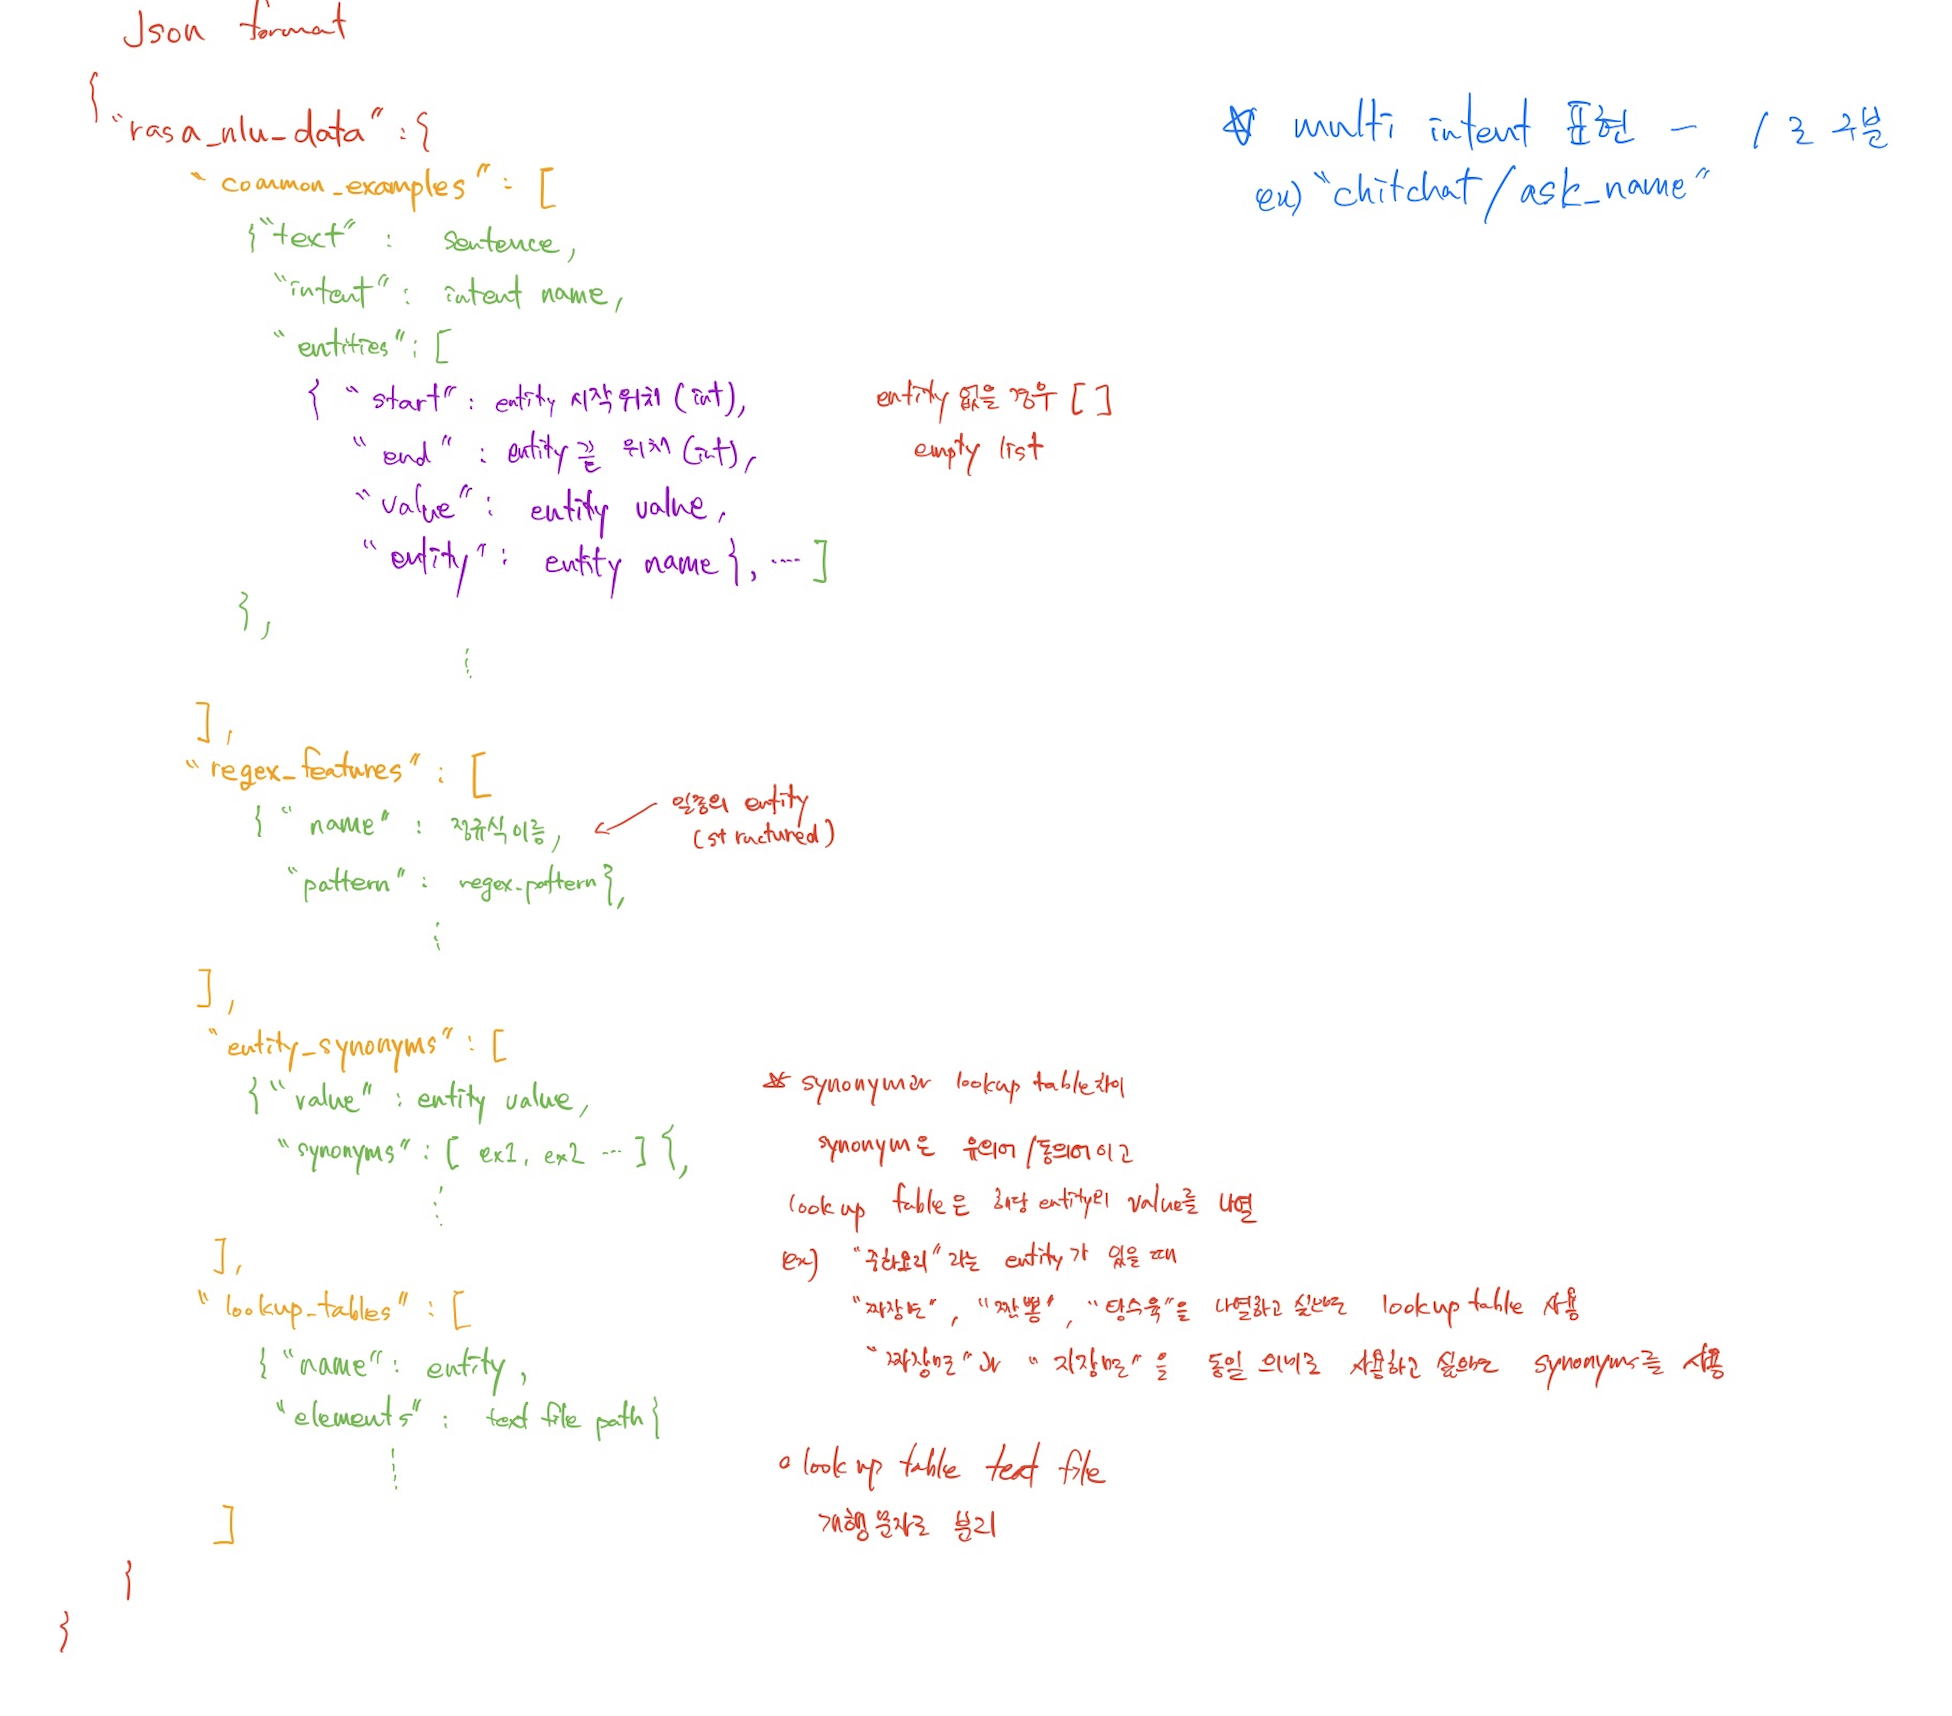 Json format
{
"rasa_nlu_data" : {
"common_examples" : [
{"text" : sentence,
"intent" : intent name,
"entities" : [
{ "start" : entity 시작 위치 (int),
"end" : entity 끝 위치 (int),
"value" : entity value,
"entity" : entity name }, ... ]
},
⋮
],
"regex_features" : [
{ "name" : 정규식 이름,
"pattern" : regex-pattern },
⋮
],
"entity_synonyms" : [
{ "value" : entity value,
"synonyms" : [ ex1, ex2 ... ] },
⋮
],
"lookup_tables" : [
{ "name" : entity,
"elements" : text file path }
⋮
]
}
}
☆ multi intent 표현 - / 로 구분
ex) "chitchat/ask_name"
entity 없을 경우 [ ]
empty list
← 일종의 entity
(structured)
☆ synonym과 lookup table 차이
synonym은 유의어/동의어이고
lookup table은 해당 entity의 value를 나열
ex) "중화요리"라는 entity가 있을 때
"짜장면", "짬뽕", "탕수육"을 나열하고 싶으면 lookup table 사용
"짜장면"과 "자장면"을 동일 의미로 사용하고 싶으면 synonyms를 사용
o lookup table text file
개행문자로 분리